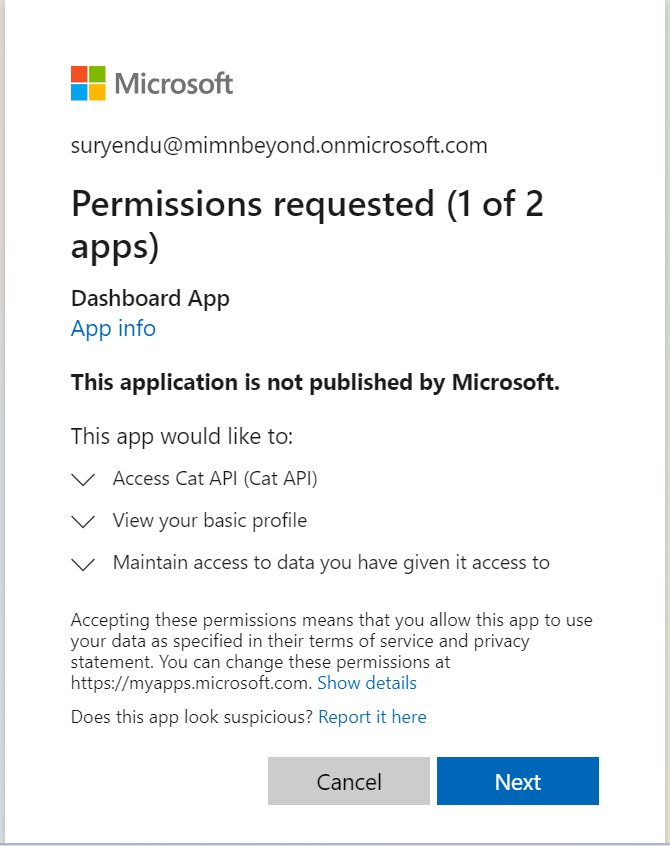 Microsoft
suryendu@mimnbeyond.onmicrosoft.com
Permissions requested (1 of 2
apps)
Dashboard App
App info
This application is not published by Microsoft.
This app would like to:
Access Cat API (Cat API)
View your basic profile
Maintain access to data you have given it access to
Accepting these permissions means that you allow this app to use
your data as specified in their terms of service and privacy
statement. You can change these permissions at
https://myapps.microsoft.com. Show details
Does this app look suspicious? Report it here
Cancel Next